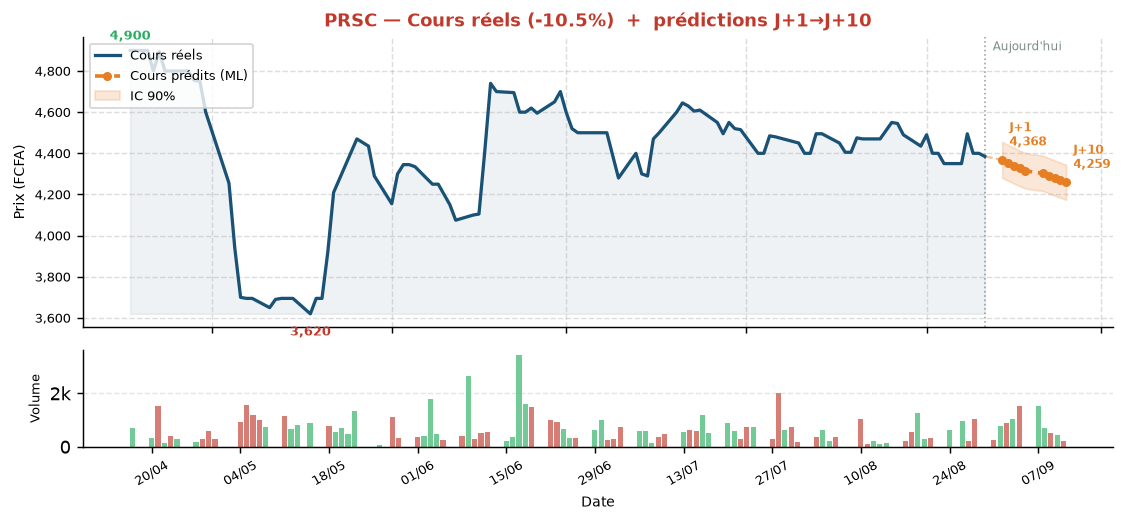 PRSC — Cours réels (-10.5%)  +  prédictions J+1→J+10
4,900
Aujourd'hui
Cours réels
Cours prédits (ML)
IC 90%
4,800
4,600
4,400
4,200
4,000
3,800
3,600
Prix (FCFA)
J+1
4,368
J+10
4,259
3,620
2k
0
Volume
20/04
04/05
18/05
01/06
15/06
29/06
13/07
27/07
10/08
24/08
07/09
Date